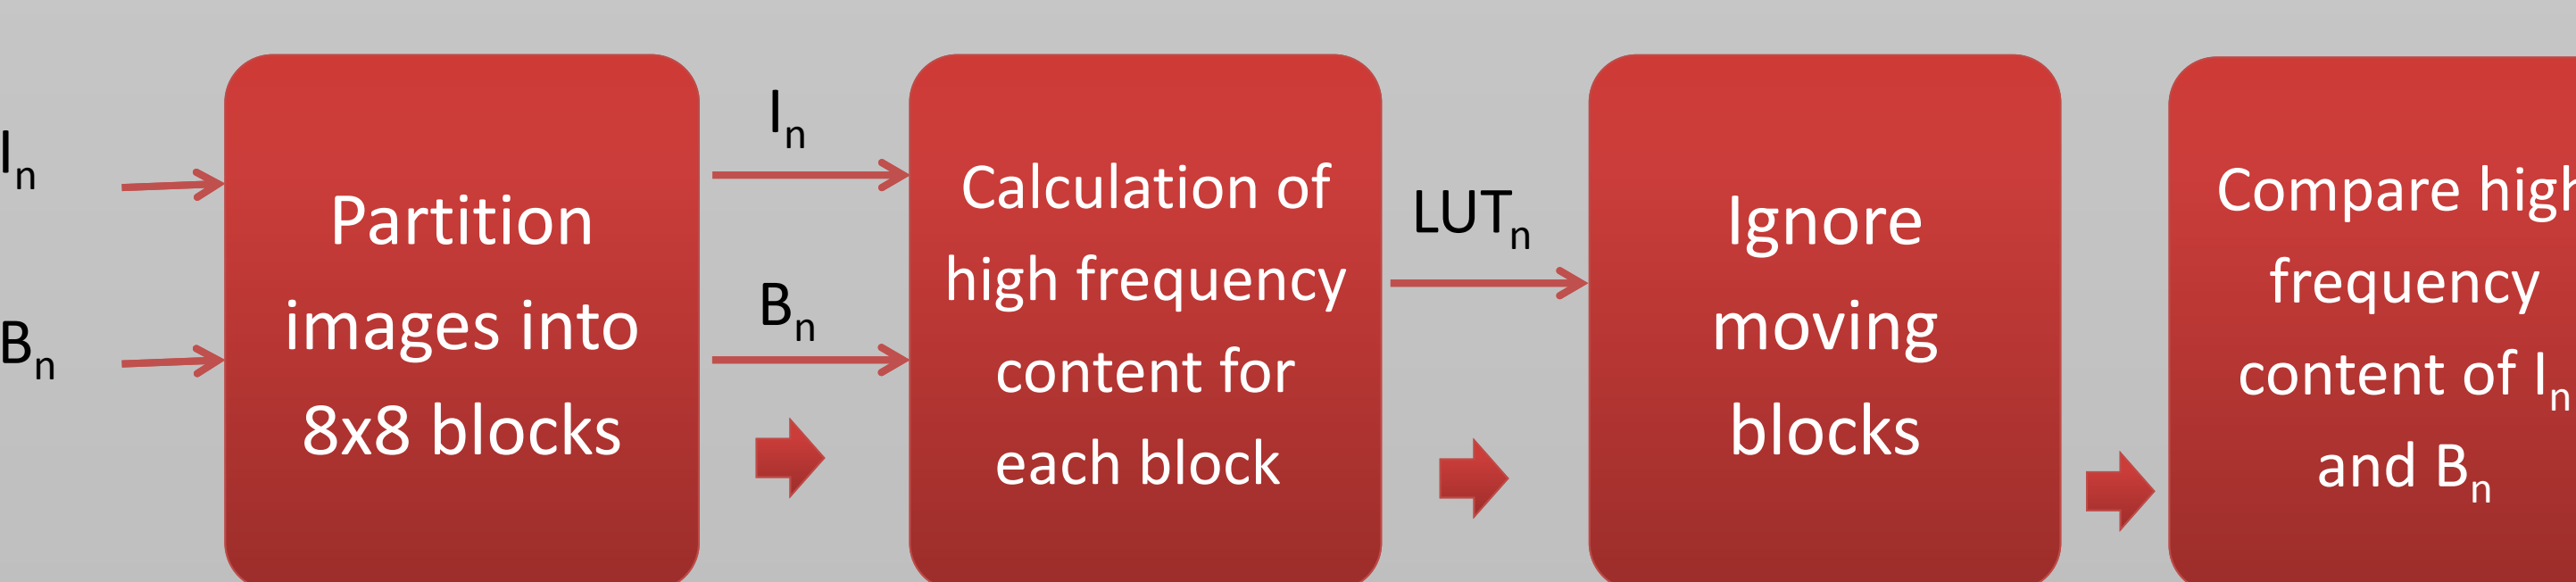 Iₙ
Bₙ
Partition
images into
8x8 blocks
Iₙ
Bₙ
Calculation of
high frequency
content for
each block
LUTₙ
Ignore
moving
blocks
Compare high
frequency
content of Iₙ
and Bₙ